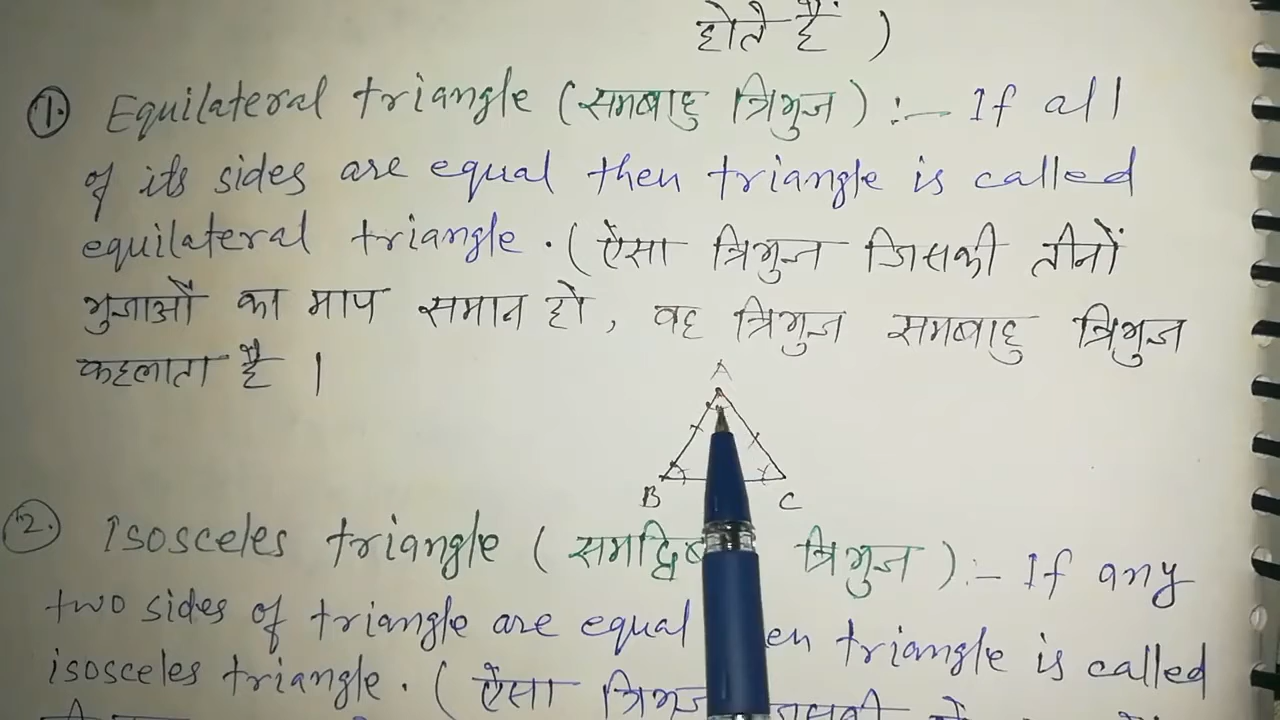 होते हैं )
1. Equilateral triangle (समबाहु त्रिभुज) :- If all
of its sides are equal then triangle is called
equilateral triangle. (ऐसा त्रिभुज जिसकी तीनों
भुजाओं का माप समान हो, वह त्रिभुज समबाहु त्रिभुज
कहलाता है |
A
B C
2. Isosceles triangle ( त्रिभुज ) :- If any
two sides of triangle are equal triangle is called
isosceles triangle. ( ऐसा त्रिभुज